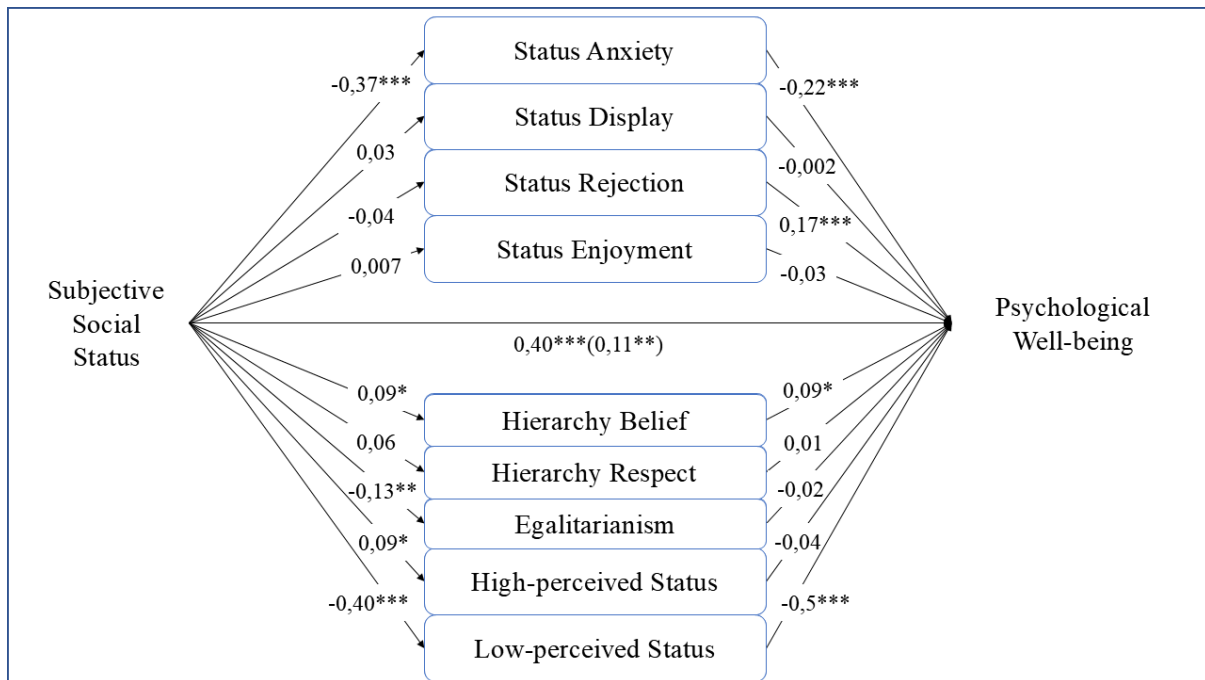 Status Anxiety
-0,37***
-0,22***
Status Display
0,03
-0,002
Status Rejection
-0,04
0,17***
Status Enjoyment
0,007
-0,03
Subjective
Social
Status
Psychological
Well-being
0,40***(0,11**)
0,09*
0,09*
Hierarchy Belief
0,06
0,01
Hierarchy Respect
-0,13**
-0,02
Egalitarianism
0,09*
-0,04
High-perceived Status
-0,40***
-0,5***
Low-perceived Status